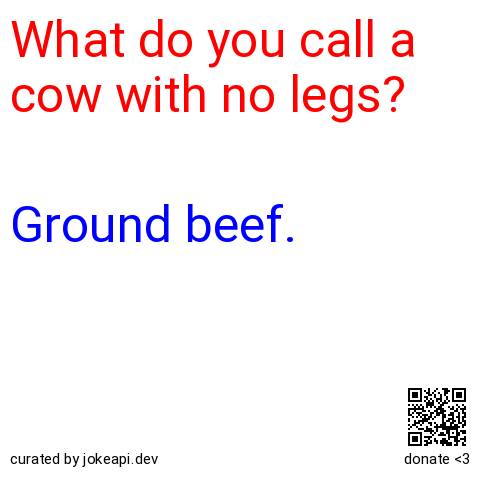 What do you call a
cow with no legs?
Ground beef.
curated by jokeapi.dev
donate <3